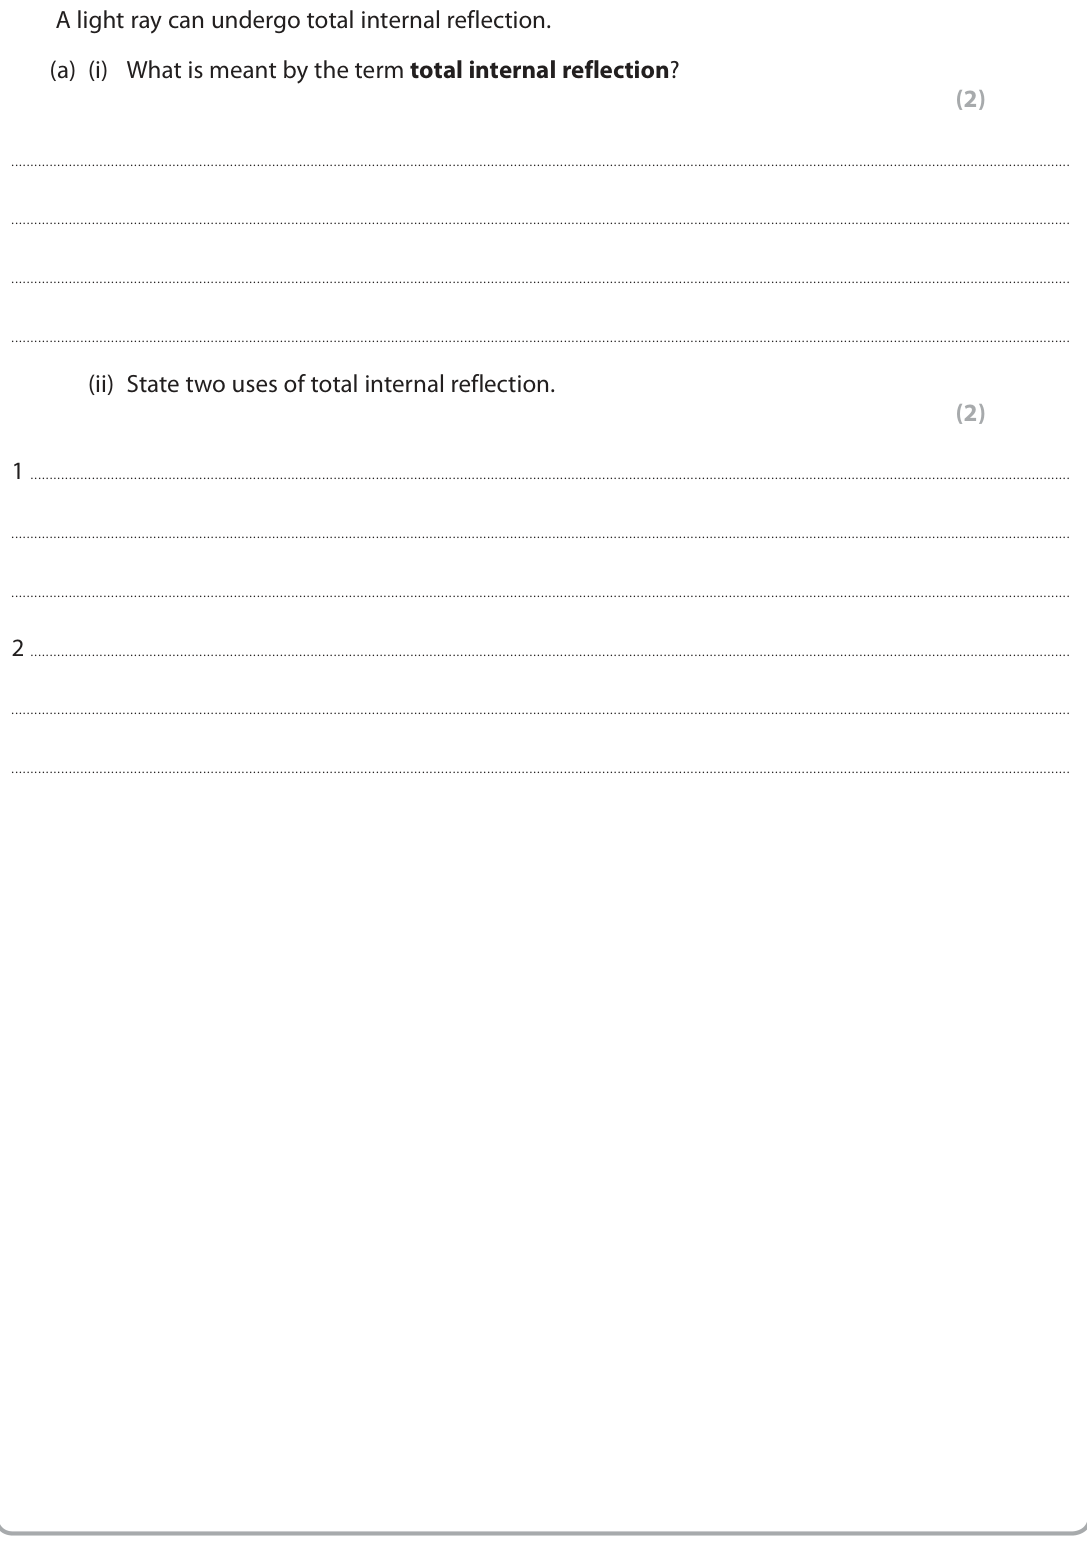 A light ray can undergo total internal reflection.
(a) (i) What is meant by the term total internal reflection?
(2)
(ii) State two uses of total internal reflection.
(2)
1
2